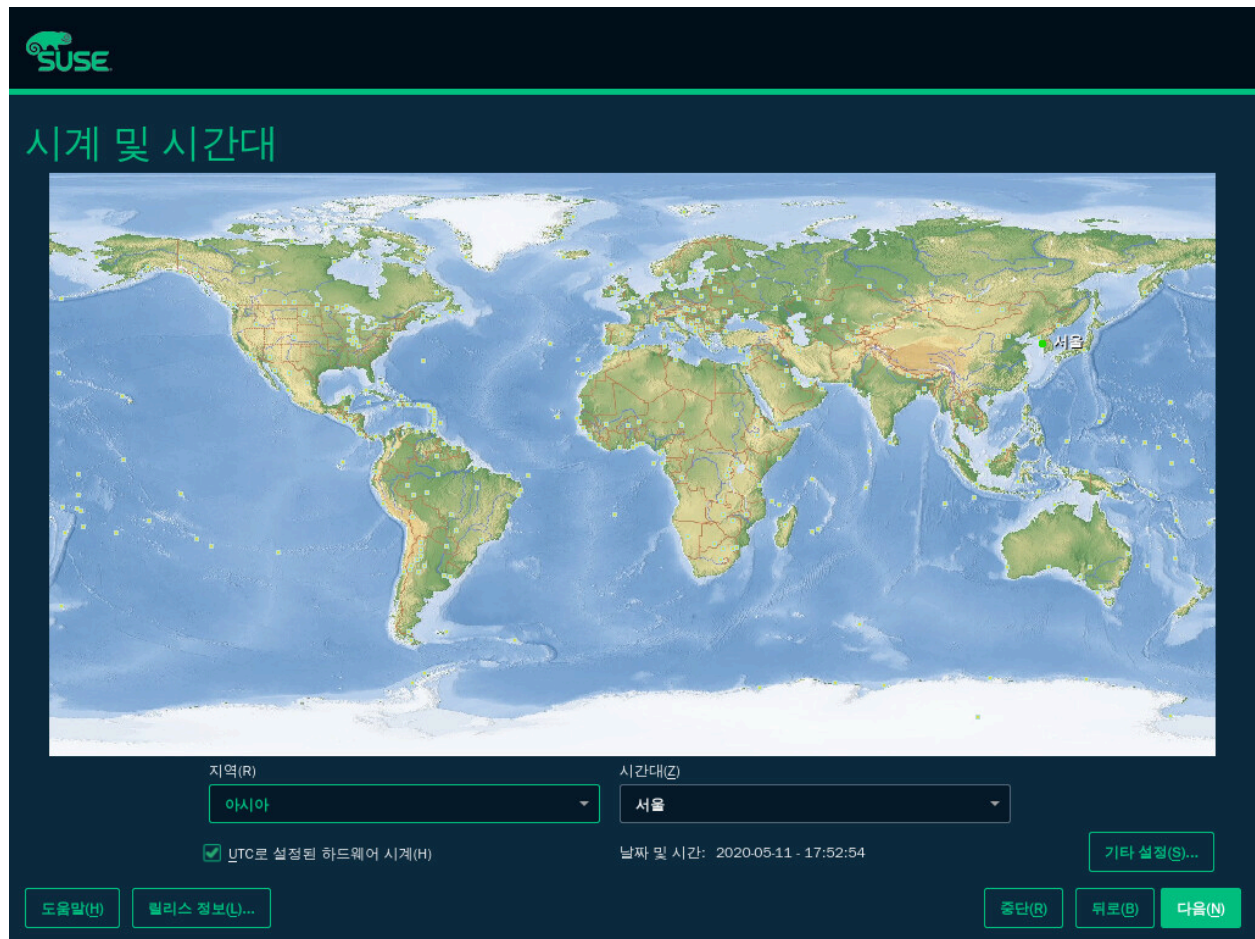 SUSE
시계 및 시간대
서울
지역(R)
시간대(Z)
아시아
서울
UTC로 설정된 하드웨어 시계(H)
날짜 및 시간: 2020-05-11 - 17:52:54
기타 설정(S)...
도움말(H)
릴리스 정보(L)...
중단(R)
뒤로(B)
다음(N)